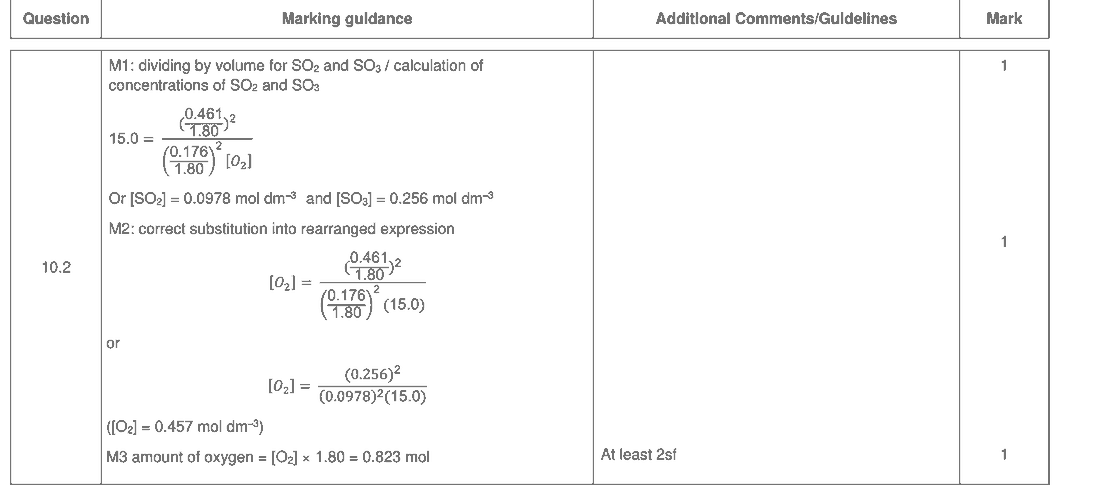 Question Marking guidance Additional Comments/Guidelines Mark
M1: dividing by volume for SO₂ and SO₃ / calculation of 1
concentrations of SO₂ and SO₃
15.0 = (0.461/1.80)² / ((0.176/1.80)² [O₂])
Or [SO₂] = 0.0978 mol dm⁻³ and [SO₃] = 0.256 mol dm⁻³
M2: correct substitution into rearranged expression
1
10.2
[O₂] = (0.461/1.80)² / ((0.176/1.80)² (15.0))
or
[O₂] = (0.256)² / ((0.0978)²(15.0))
([O₂] = 0.457 mol dm⁻³)
M3 amount of oxygen = [O₂] × 1.80 = 0.823 mol At least 2sf 1